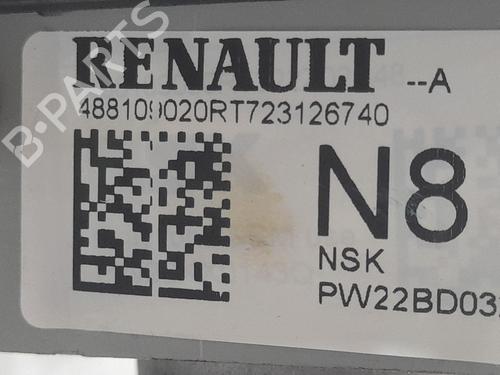 RENAULT --A
488109020RT723126740
N8
NSK
PW22BD03
B-PARTS